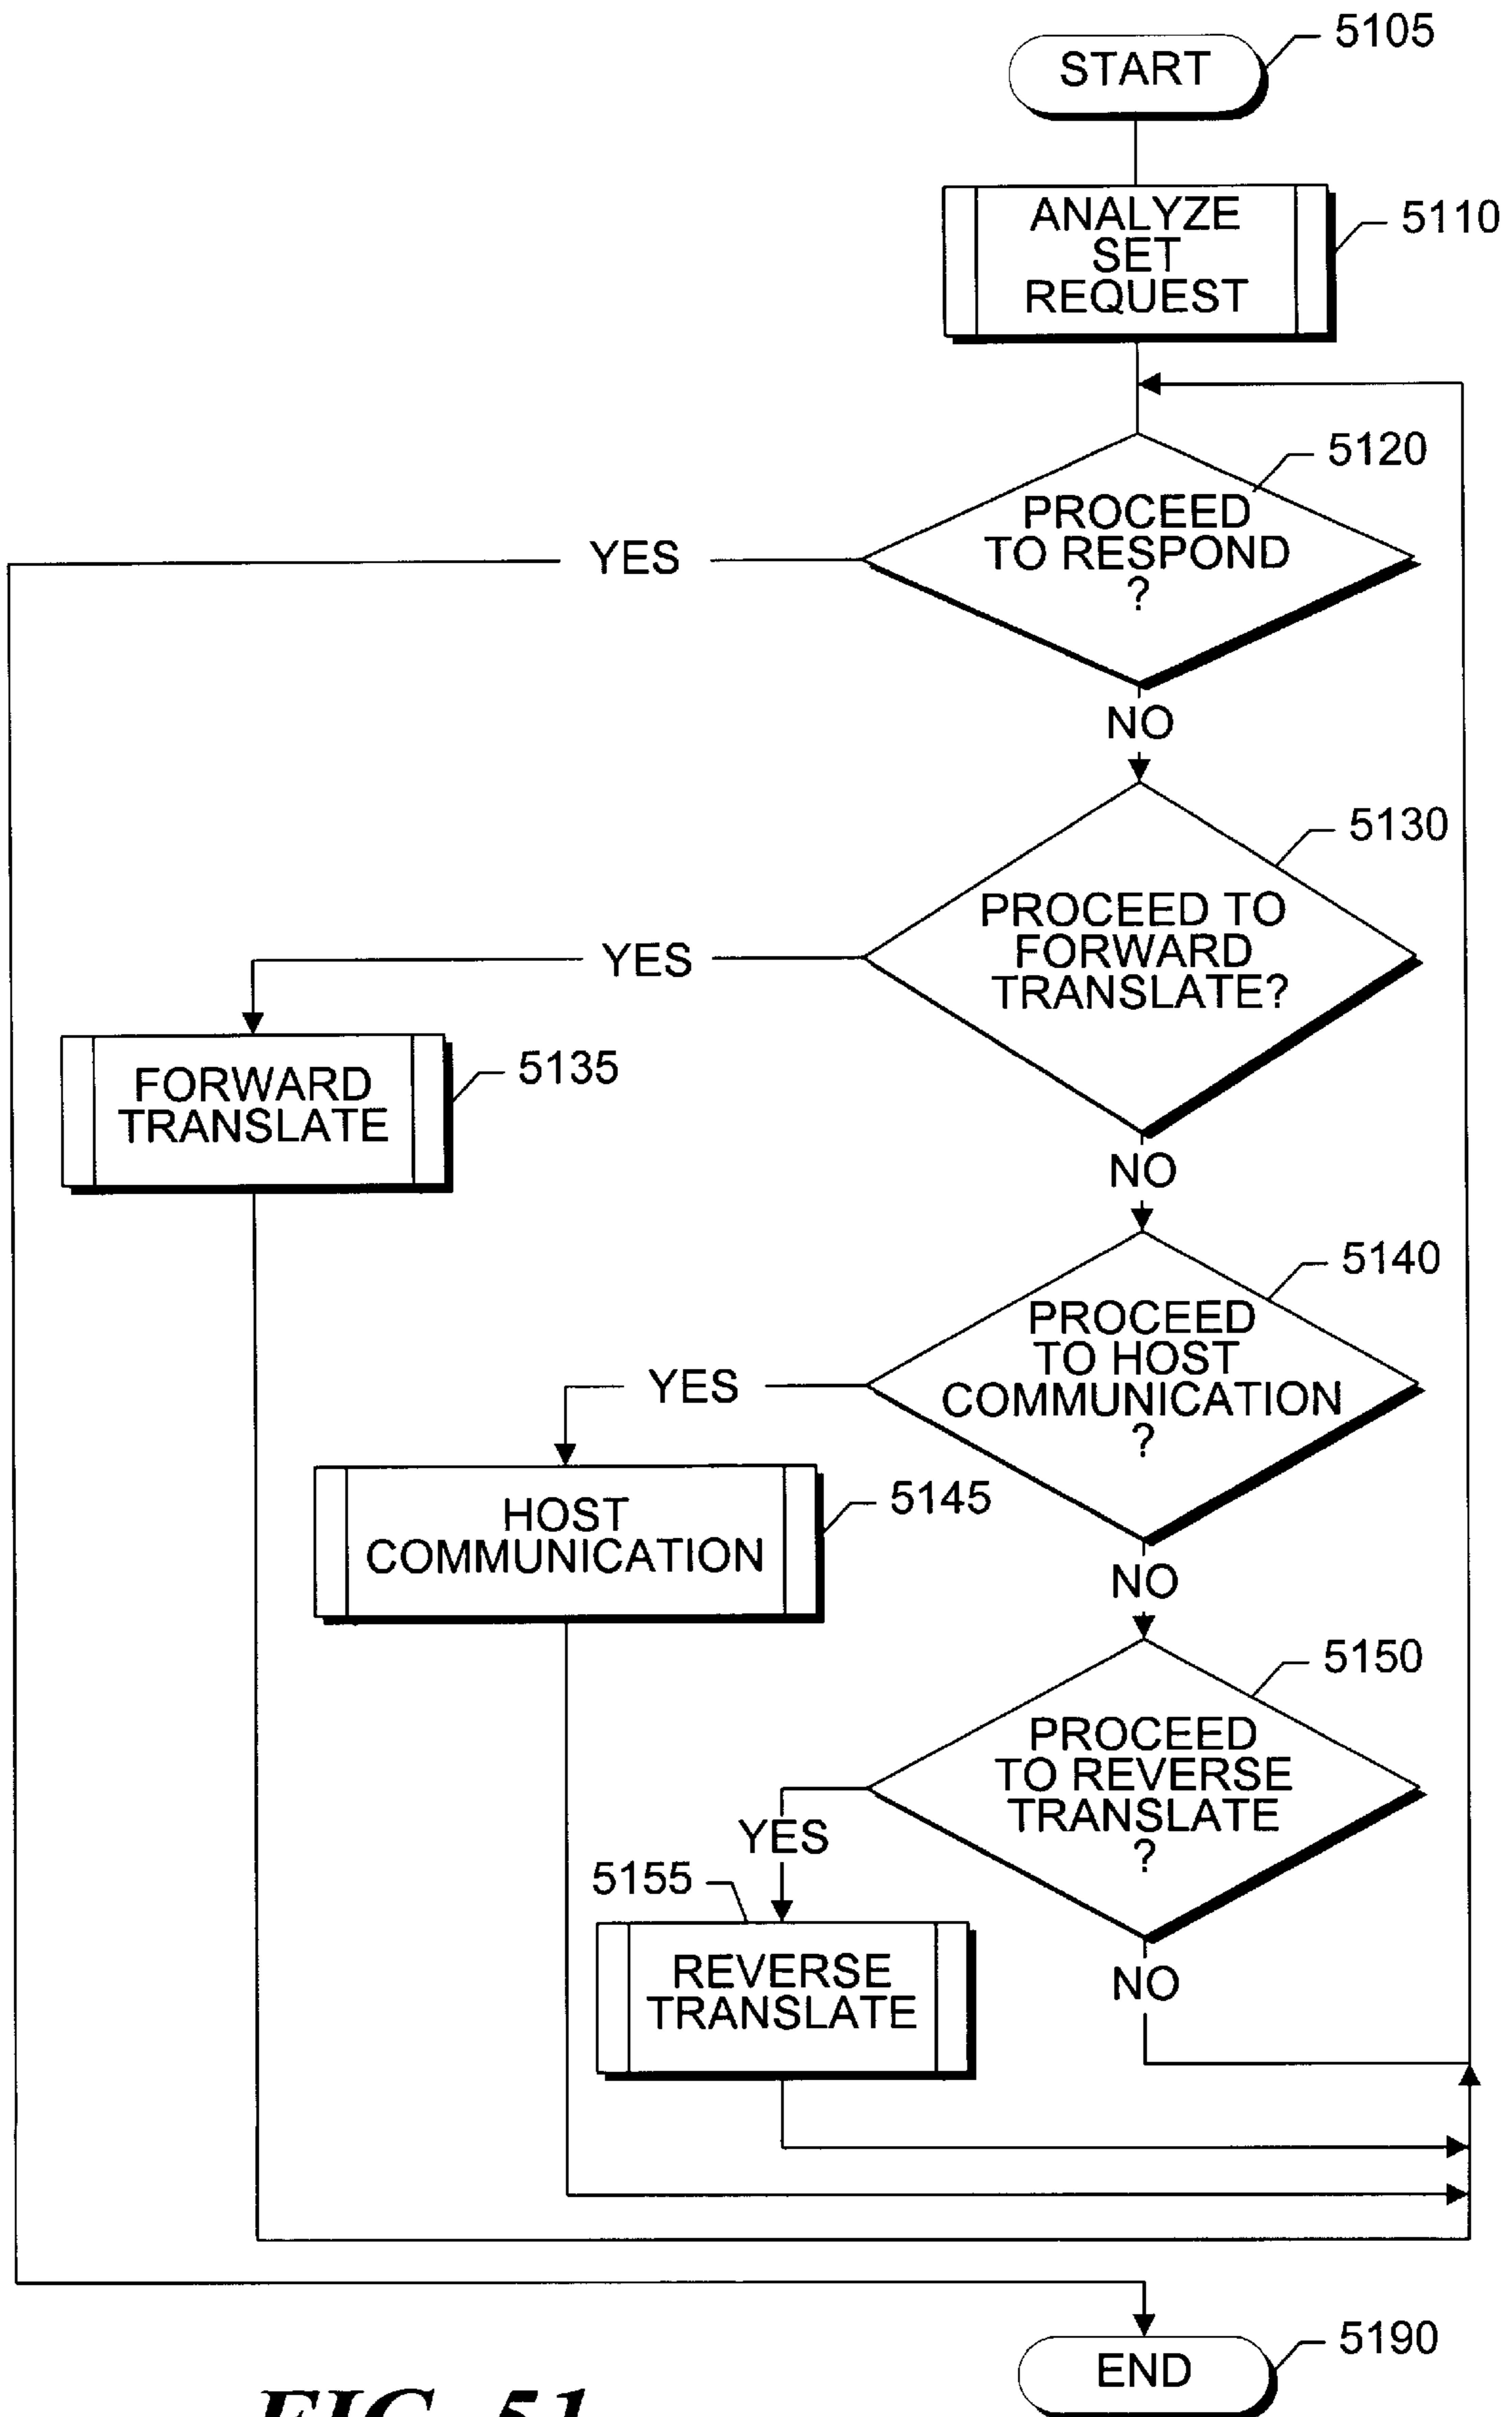 START
5105
ANALYZE
SET
REQUEST
5110
5120
PROCEED
TO RESPOND
?
YES
NO
5130
PROCEED TO
FORWARD
TRANSLATE?
YES
FORWARD
TRANSLATE
5135
NO
5140
PROCEED
TO HOST
COMMUNICATION
?
YES
HOST
COMMUNICATION
5145
NO
5150
PROCEED
TO REVERSE
TRANSLATE
?
YES
5155
REVERSE
TRANSLATE
NO
5190
END
FIG. 51